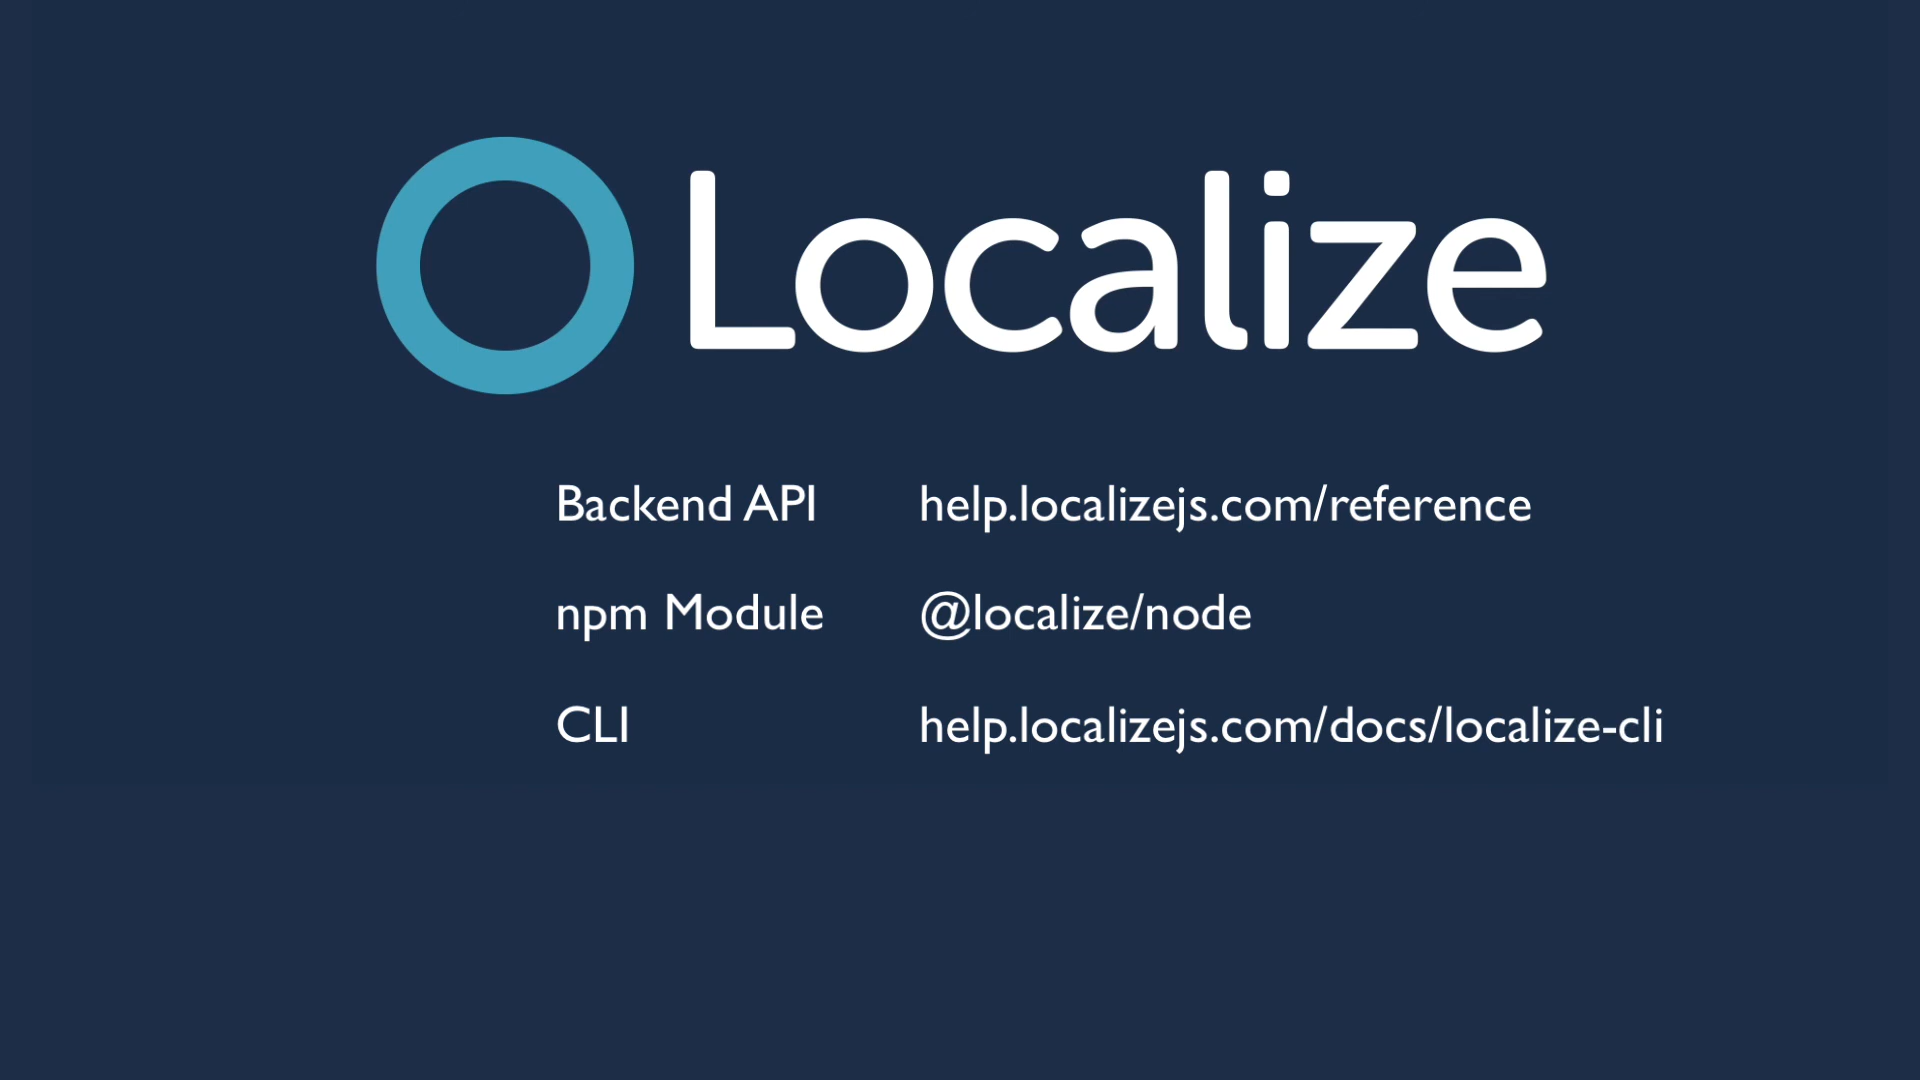 Localize
Backend API help.localizejs.com/reference
npm Module @localize/node
CLI help.localizejs.com/docs/localize-cli